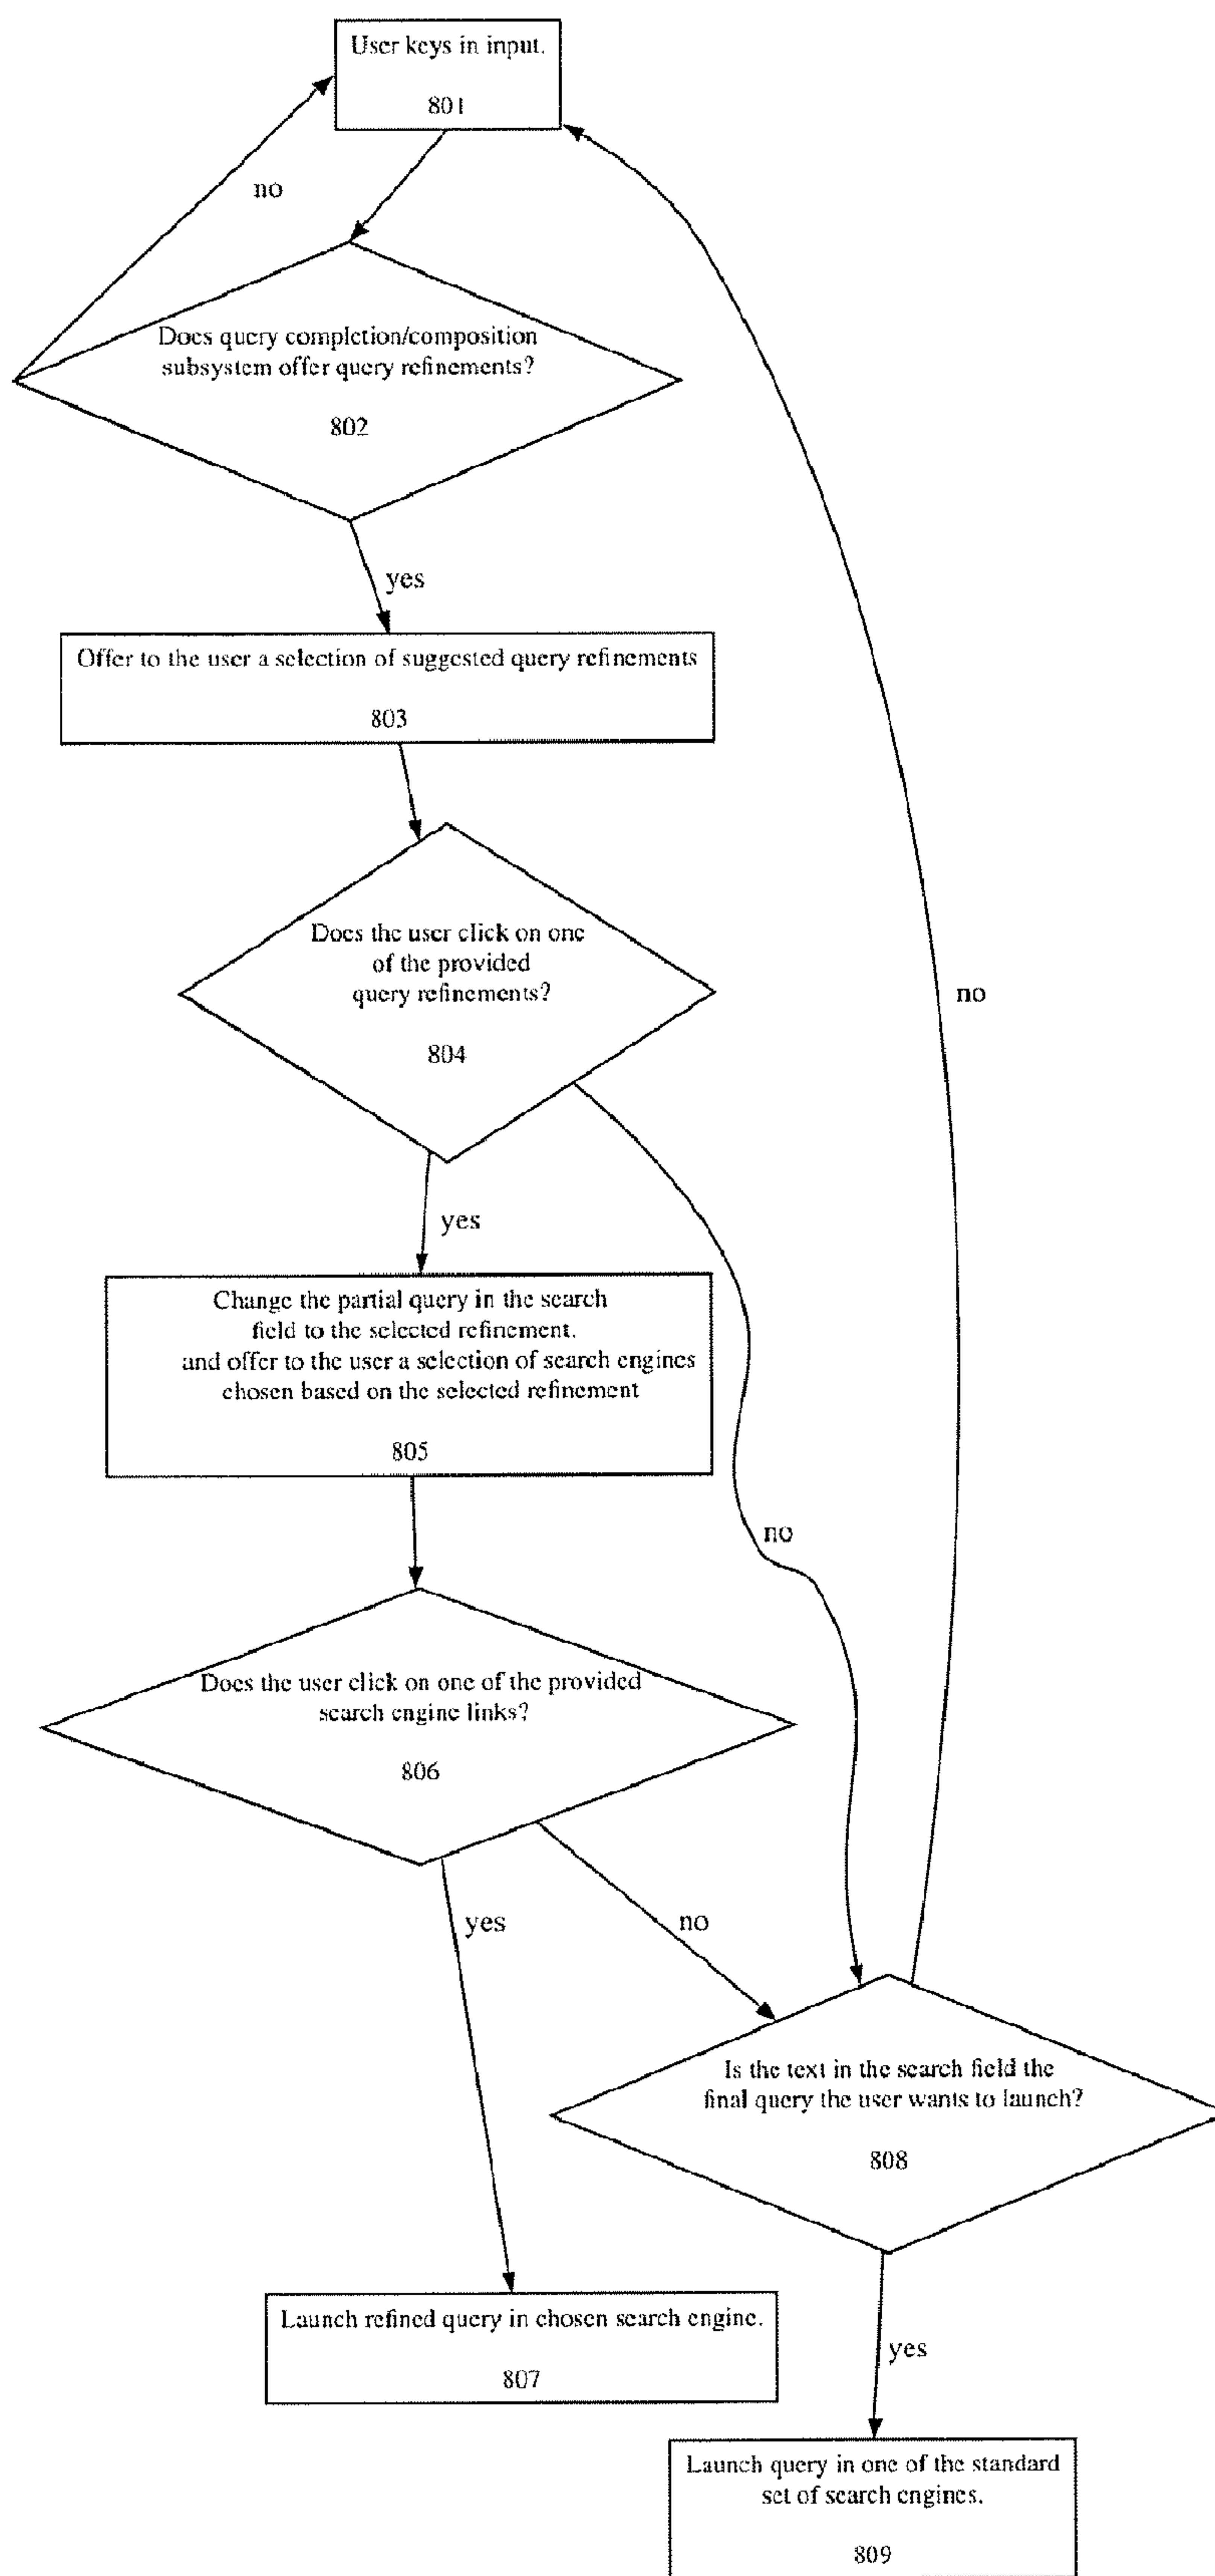 User keys in input.
801
no
Does query completion/composition
subsystem offer query refinements?
802
yes
Offer to the user a selection of suggested query refinements
803
Does the user click on one
of the provided
query refinements?
804
no
yes
Change the partial query in the search
field to the selected refinement.
and offer to the user a selection of search engines
chosen based on the selected refinement
805
no
Does the user click on one of the provided
search engine links?
806
yes
no
Is the text in the search field the
final query the user wants to launch?
808
Launch refined query in chosen search engine.
807
yes
Launch query in one of the standard
set of search engines.
809